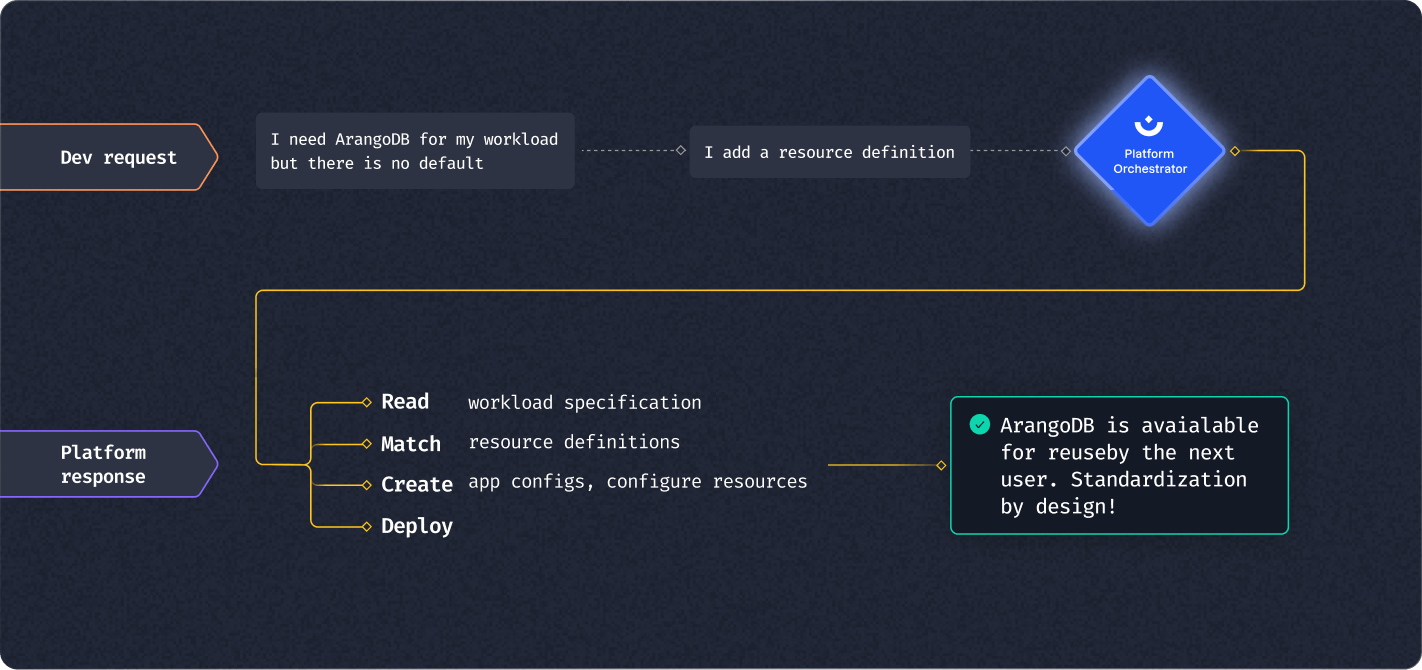 Dev request
I need ArangoDB for my workload
but there is no default
I add a resource definition
Platform
Orchestrator
Platform
response
Read workload specification
Match resource definitions
Create app configs, configure resources
Deploy
ArangoDB is avaialable
for reuseby the next
user. Standardization
by design!